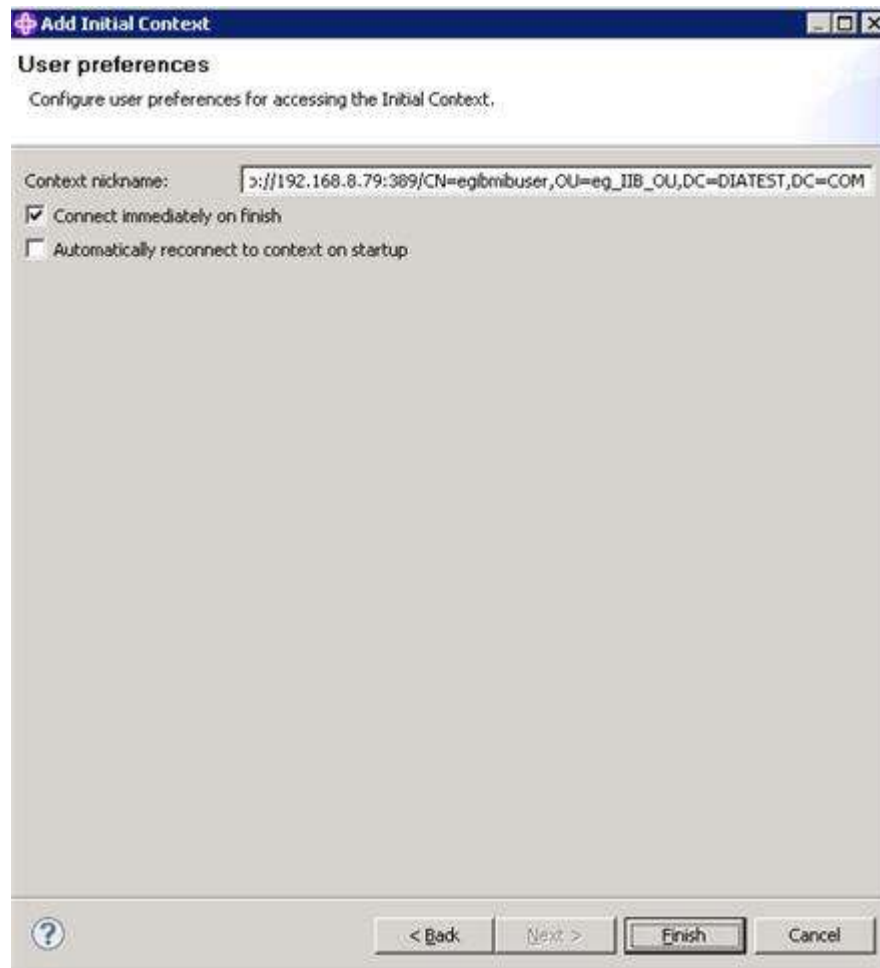 Add Initial Context
User preferences
Configure user preferences for accessing the Initial Context.
Context nickname: ://192.168.8.79:389/CN=egibmibuser,OU=eg_IIB_OU,DC=DIATEST,DC=COM
Connect immediately on finish
Automatically reconnect to context on startup
? < Back Next > Finish Cancel